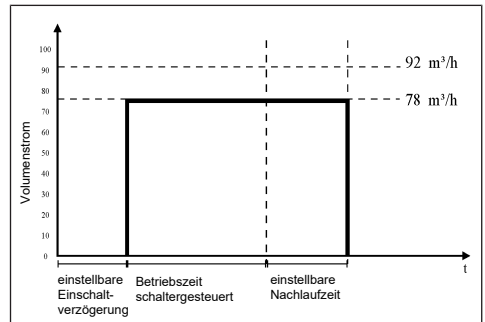 100
92 m³/h
90
80
78 m³/h
70
60
50
40
30
20
10
0
Volumenstrom
t
einstellbare
Einschalt-
verzögerung
Betriebszeit
schaltergesteuert
einstellbare
Nachlaufzeit